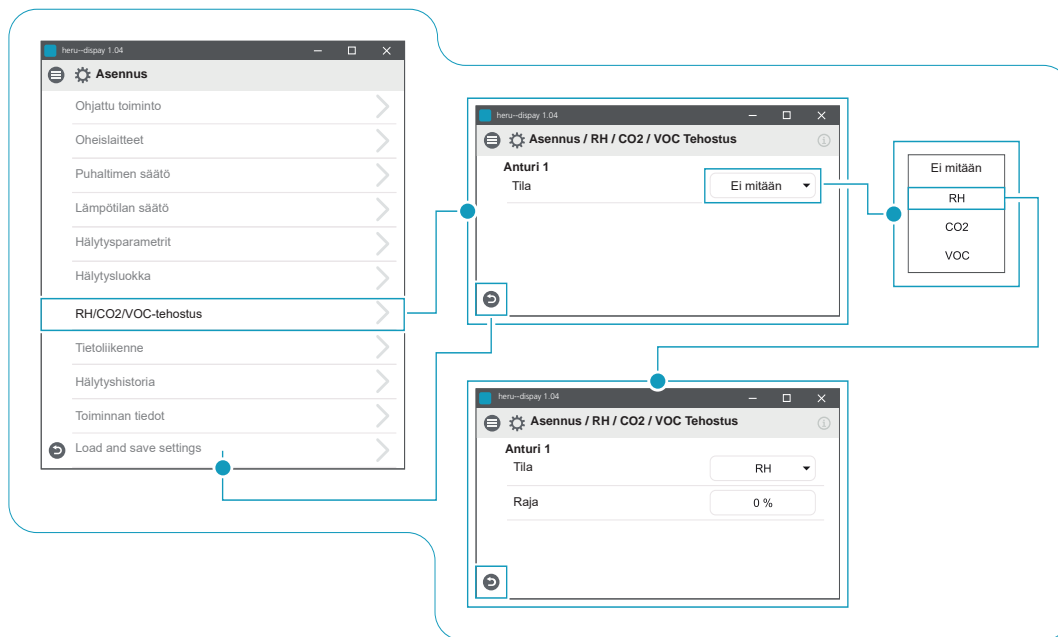 heru--dispay 1.04
Asennus
Ohjattu toiminto
Oheislaitteet
Puhaltimen säätö
Lämpötilan säätö
Hälytysparametrit
Hälytysluokka
RH/CO2/VOC-tehostus
Tietoliikenne
Hälytyshistoria
Toiminnan tiedot
Load and save settings
heru--dispay 1.04
Asennus / RH / CO2 / VOC Tehostus
Anturi 1
Tila Ei mitään
Ei mitään
RH
CO2
VOC
heru--dispay 1.04
Asennus / RH / CO2 / VOC Tehostus
Anturi 1
Tila RH
Raja 0 %